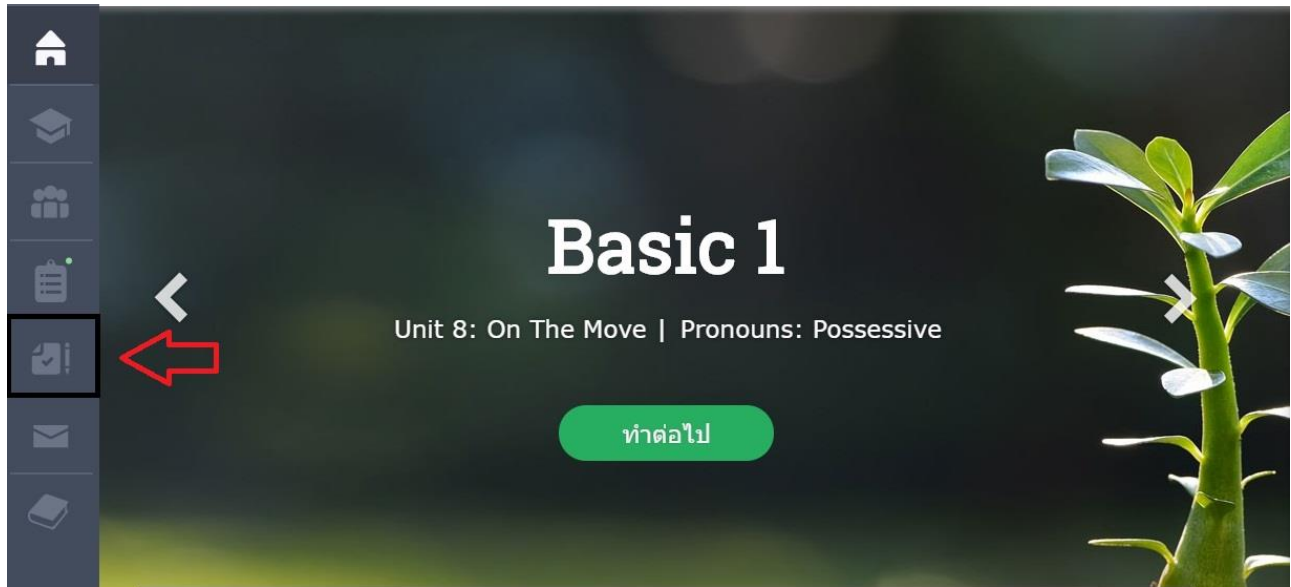 Basic 1
Unit 8: On The Move | Pronouns: Possessive
ทำต่อไป